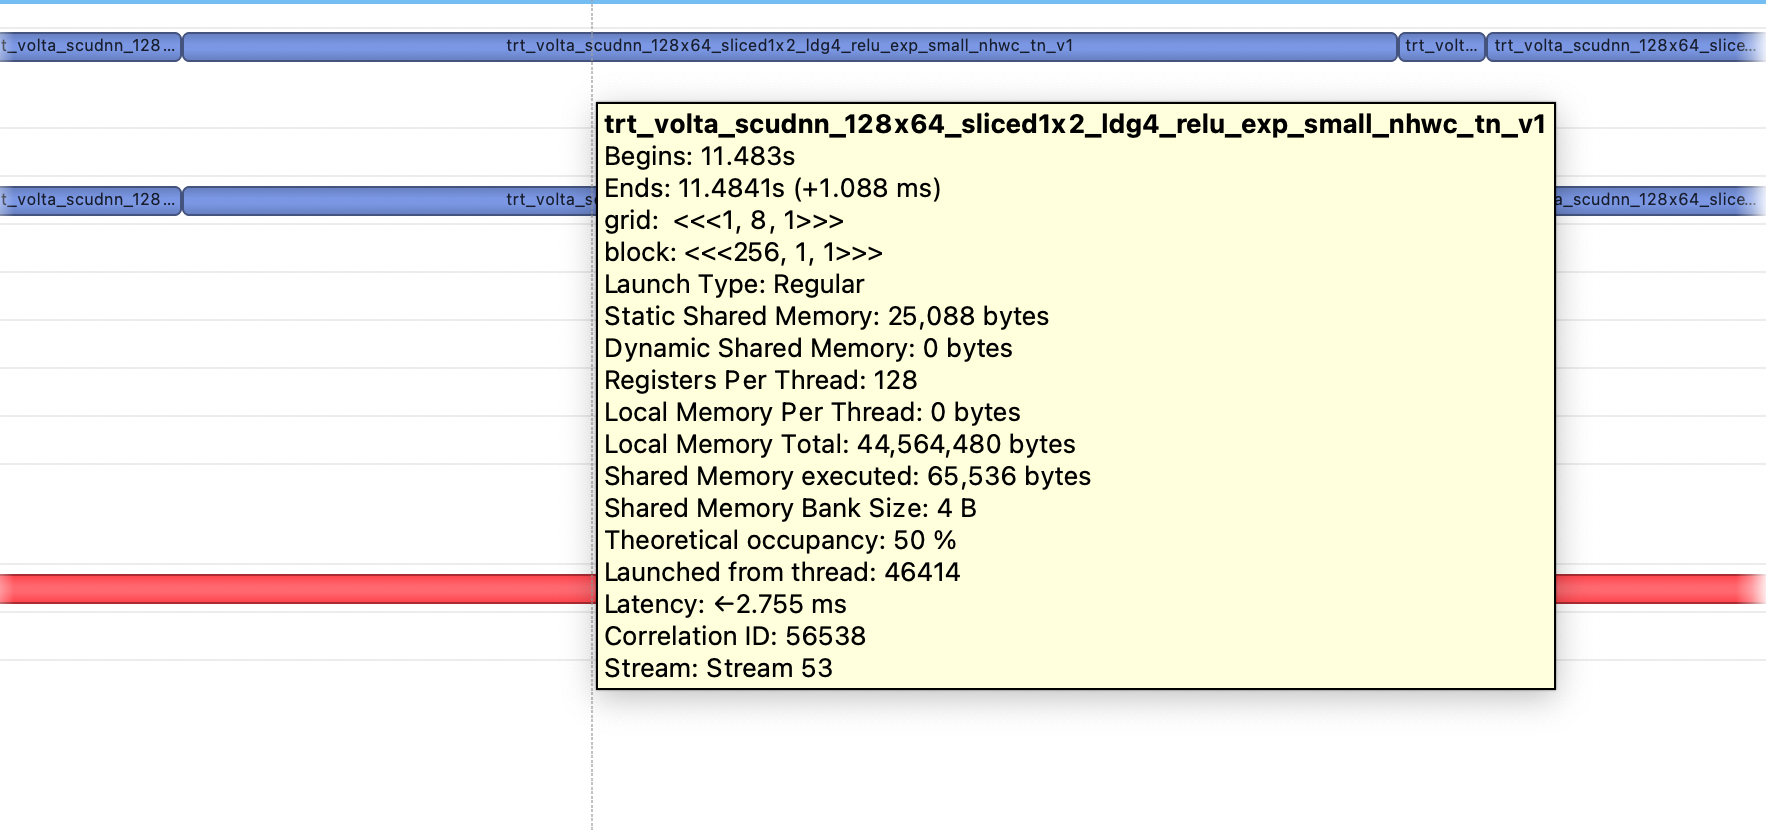 t_volta_scudnn_128... trt_volta_scudnn_128x64_sliced1x2_ldg4_relu_exp_small_nhwc_tn_v1 trt_volt... trt_volta_scudnn_128x64_slice...
trt_volta_scudnn_128x64_sliced1x2_ldg4_relu_exp_small_nhwc_tn_v1
Begins: 11.483s
Ends: 11.4841s (+1.088 ms)
t_volta_scudnn_128... trt_volta_s a_scudnn_128x64_slice...
grid: <<<1, 8, 1>>>
block: <<<256, 1, 1>>>
Launch Type: Regular
Static Shared Memory: 25,088 bytes
Dynamic Shared Memory: 0 bytes
Registers Per Thread: 128
Local Memory Per Thread: 0 bytes
Local Memory Total: 44,564,480 bytes
Shared Memory executed: 65,536 bytes
Shared Memory Bank Size: 4 B
Theoretical occupancy: 50 %
Launched from thread: 46414
Latency: ←2.755 ms
Correlation ID: 56538
Stream: Stream 53